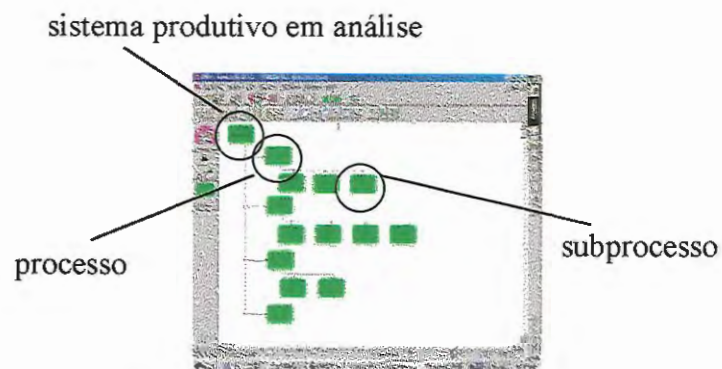 sistema produtivo em análise
processo
subprocesso